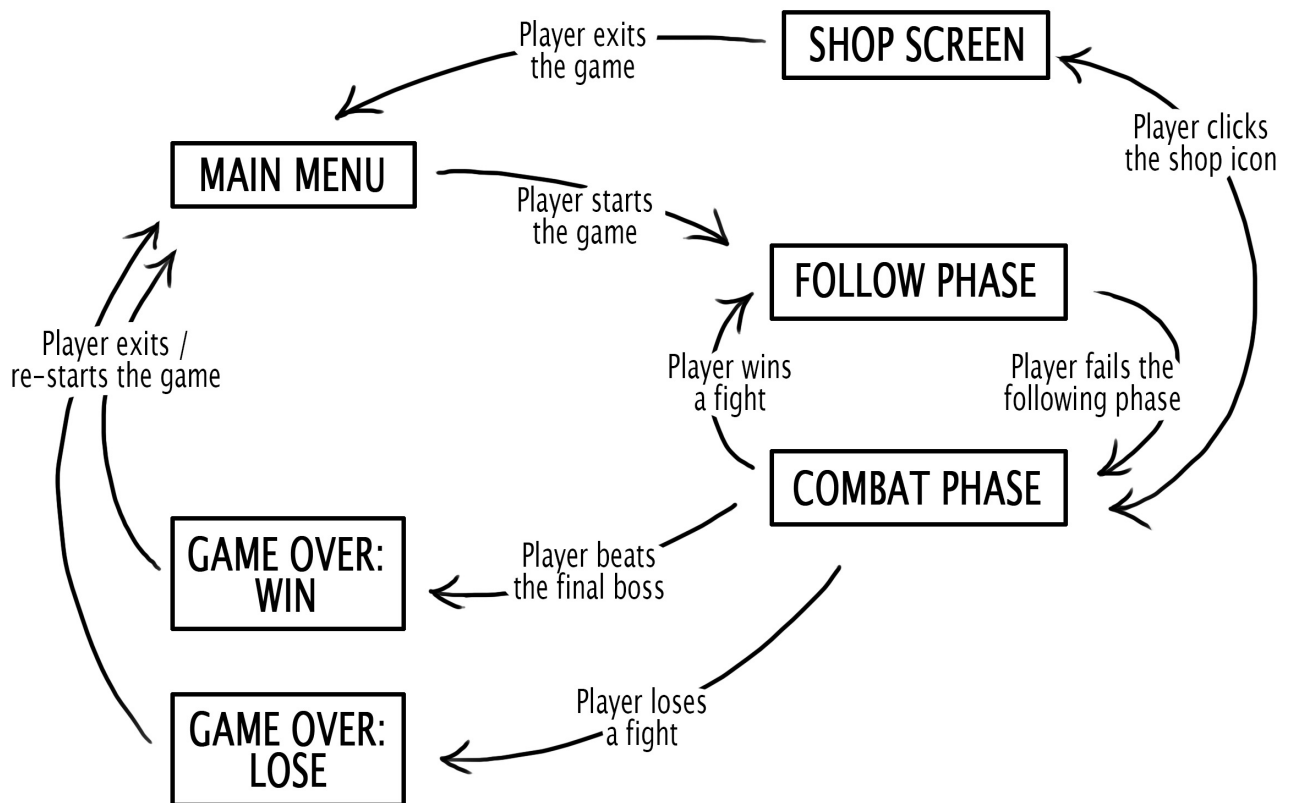 Player exits
the game
SHOP SCREEN
Player clicks
the shop icon
MAIN MENU
Player starts
the game
FOLLOW PHASE
Player exits /
re-starts the game
Player wins
a fight
Player fails the
following phase
COMBAT PHASE
GAME OVER:
WIN
Player beats
the final boss
Player loses
a fight
GAME OVER:
LOSE